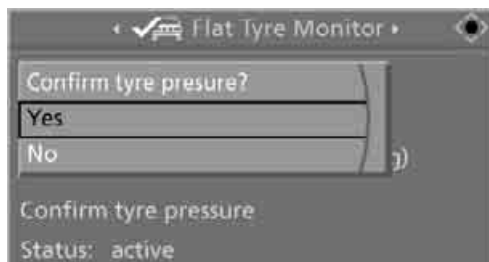 Flat Tyre Monitor
Confirm tyre presure?
Yes
No
g)
Confirm tyre pressure
Status: active